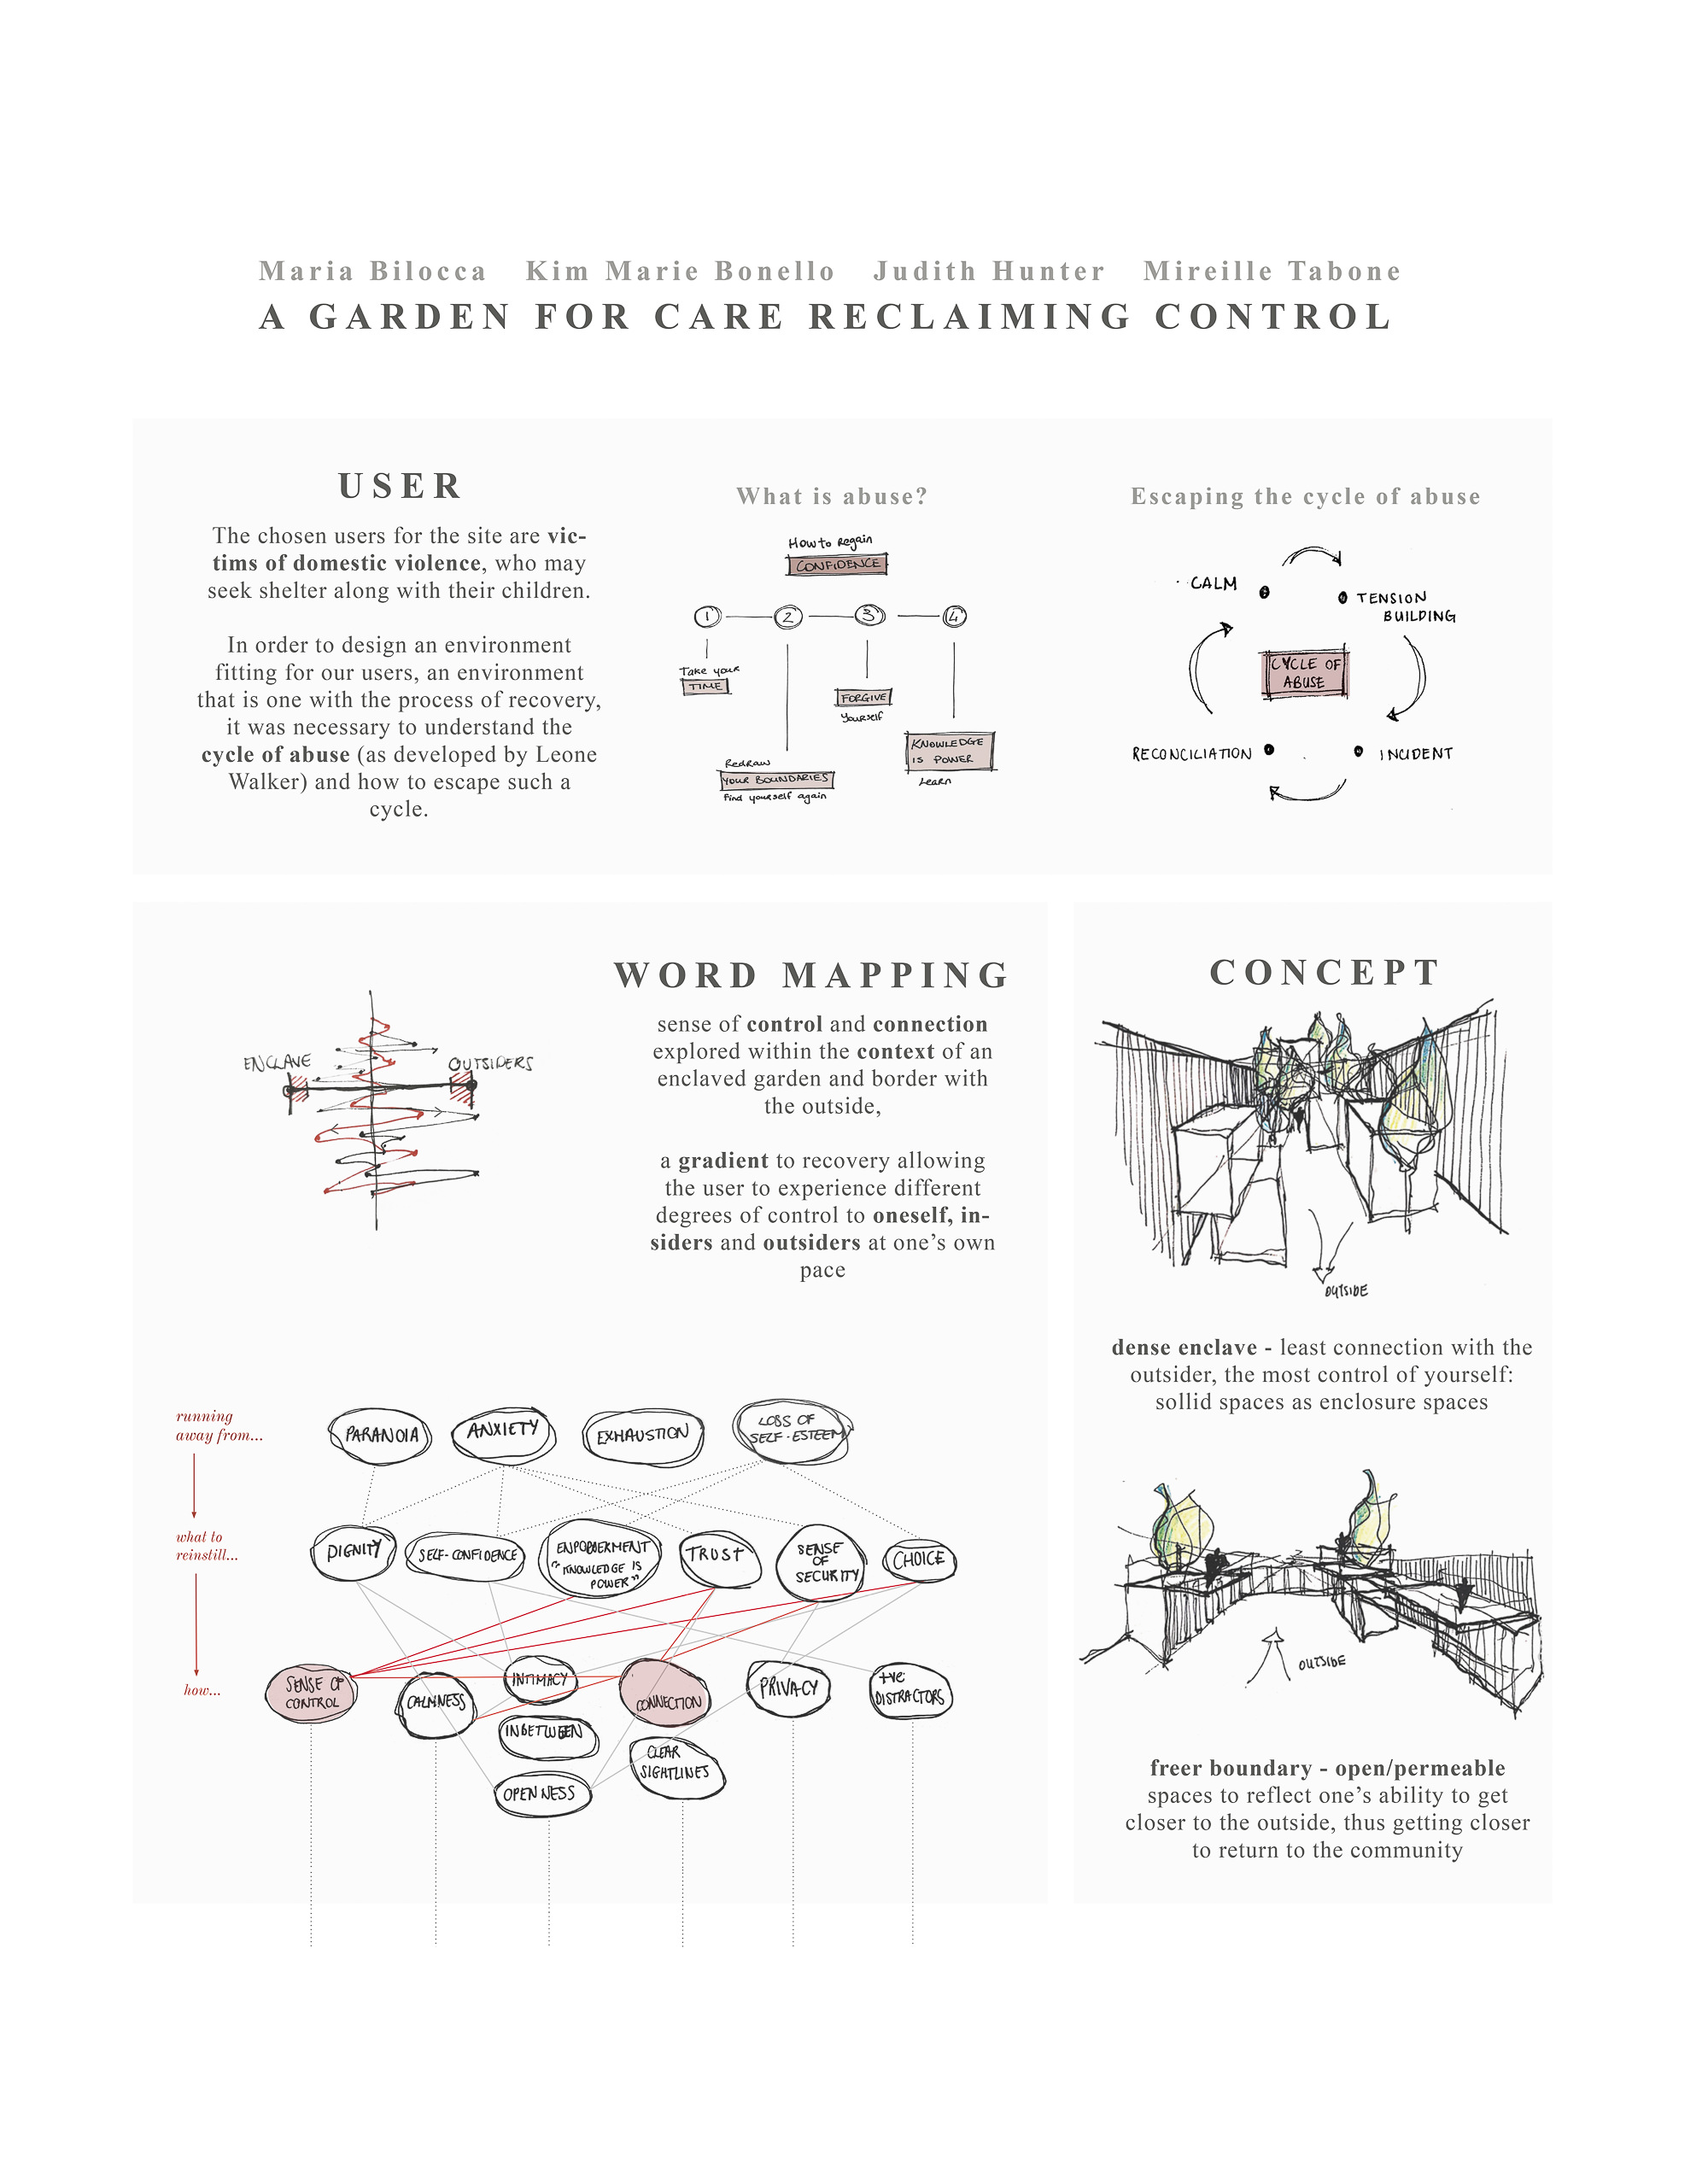 Maria Bilocca Kim Marie Bonello Judith Hunter Mireille Tabone
A GARDEN FOR CARE RECLAIMING CONTROL
USER
The chosen users for the site are vic-
tims of domestic violence, who may
seek shelter along with their children.
In order to design an environment
fitting for our users, an environment
that is one with the process of recovery,
it was necessary to understand the
cycle of abuse (as developed by Leone
Walker) and how to escape such a
cycle.
What is abuse?
How to Regain
CONFIDENCE
1
2
3
4
Take your
TIME
Redraw
YOUR BOUNDARIES
Find yourself again
FORGIVE
Yourself
KNOWLEDGE
IS POWER
Learn
Escaping the cycle of abuse
CALM
TENSION
BUILDING
CYCLE OF
ABUSE
RECONCILIATION
INCIDENT
ENCLAVE
OUTSIDERS
WORD MAPPING
sense of control and connection
explored within the context of an
enclaved garden and border with
the outside,
a gradient to recovery allowing
the user to experience different
degrees of control to oneself, in-
siders and outsiders at one's own
pace
running
away from...
PARANOIA
ANXIETY
EXHAUSTION
LOSS OF
SELF-ESTEEM
what to
reinstill...
DIGNITY
SELF-CONFIDENCE
ENPOWERMENT
"KNOWLEDGE IS
POWER"
TRUST
SENSE
OF
SECURITY
CHOICE
how...
SENSE OF
CONTROL
CALMNESS
INTIMACY
INBETWEEN
OPENNESS
CONNECTION
CLEAR
SIGHTLINES
PRIVACY
+ve
DISTRACTORS
CONCEPT
OUTSIDE
dense enclave - least connection with the
outsider, the most control of yourself:
sollid spaces as enclosure spaces
OUTSIDE
freer boundary - open/permeable
spaces to reflect one's ability to get
closer to the outside, thus getting closer
to return to the community